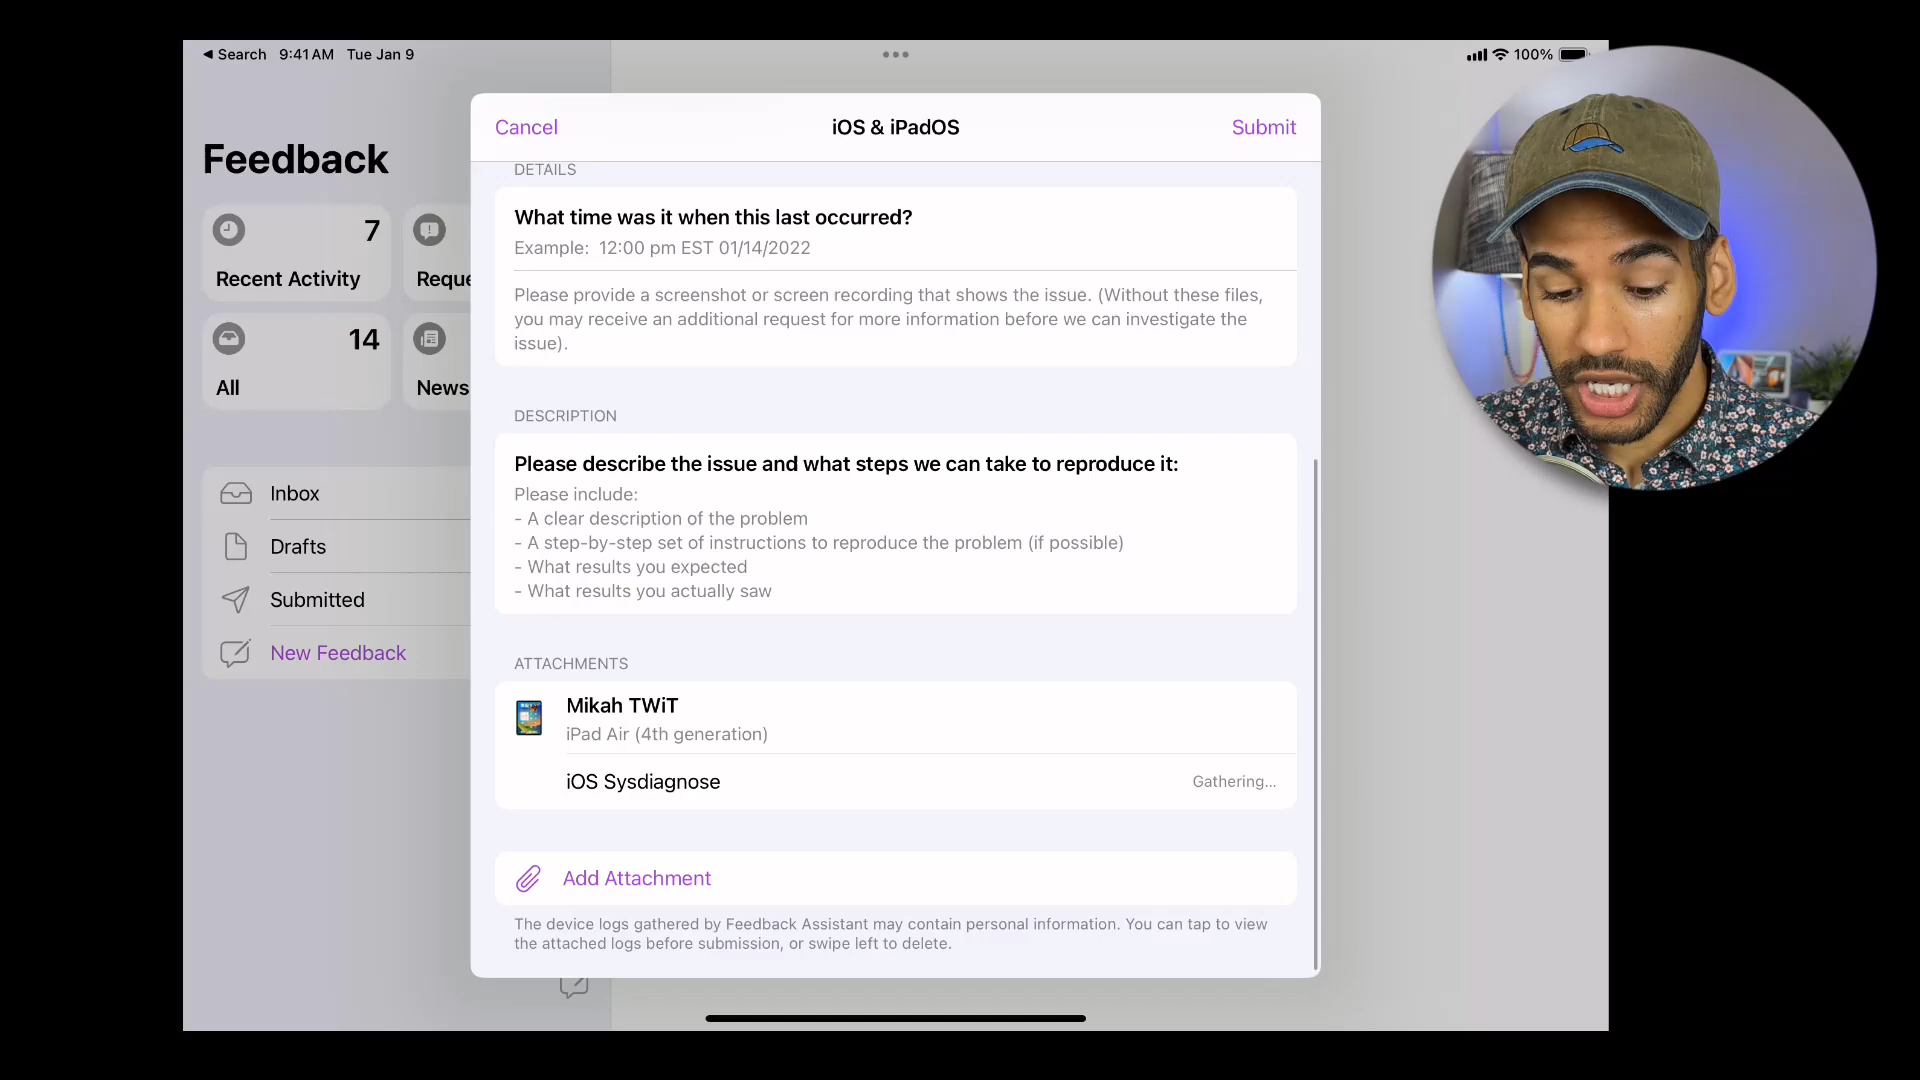 Search 9:41 AM Tue Jan 9
100%
Feedback
7
Recent Activity
Reque
14
All
News
Inbox
Drafts
Submitted
New Feedback
Cancel
iOS & iPadOS
Submit
DETAILS
What time was it when this last occurred?
Example: 12:00 pm EST 01/14/2022
Please provide a screenshot or screen recording that shows the issue. (Without these files,
you may receive an additional request for more information before we can investigate the
issue).
DESCRIPTION
Please describe the issue and what steps we can take to reproduce it:
Please include:
- A clear description of the problem
- A step-by-step set of instructions to reproduce the problem (if possible)
- What results you expected
- What results you actually saw
ATTACHMENTS
Mikah TWiT
iPad Air (4th generation)
iOS Sysdiagnose
Gathering...
Add Attachment
The device logs gathered by Feedback Assistant may contain personal information. You can tap to view
the attached logs before submission, or swipe left to delete.